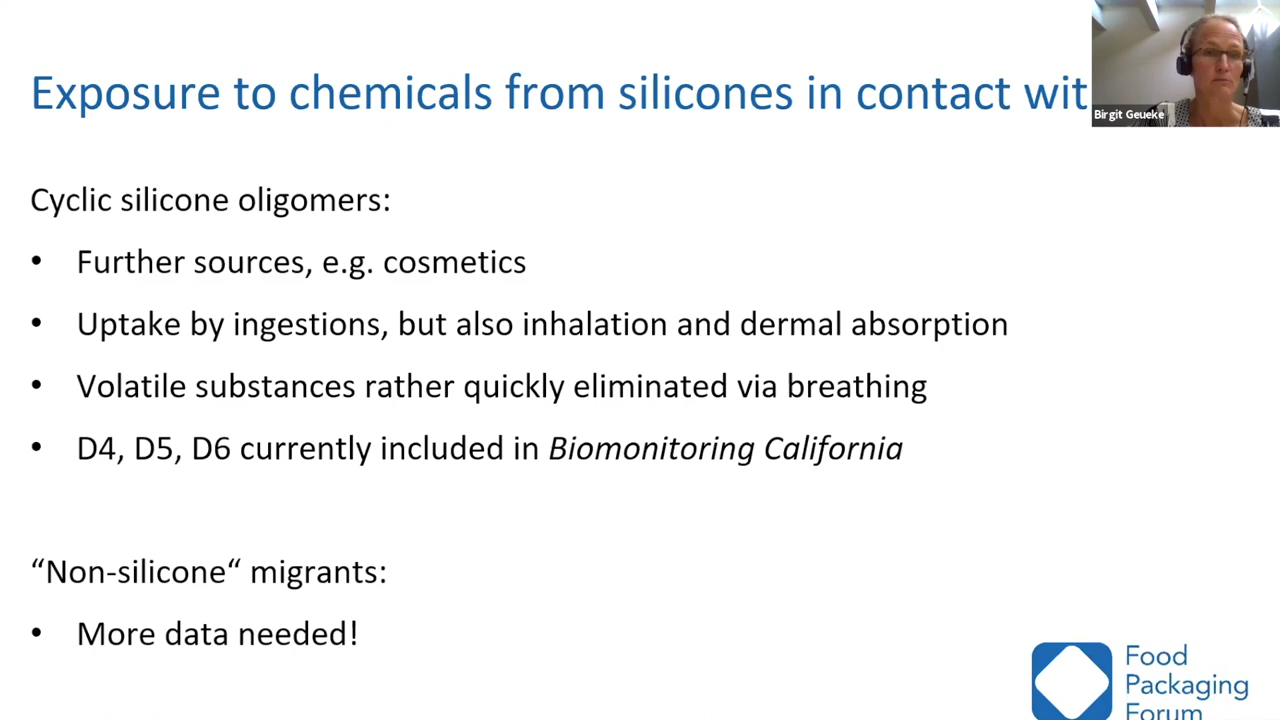 Exposure to chemicals from silicones in contact wit
Birgit Geueke
Cyclic silicone oligomers:
• Further sources, e.g. cosmetics
• Uptake by ingestions, but also inhalation and dermal absorption
• Volatile substances rather quickly eliminated via breathing
• D4, D5, D6 currently included in Biomonitoring California
“Non-silicone“ migrants:
• More data needed!
Food
Packaging
Forum